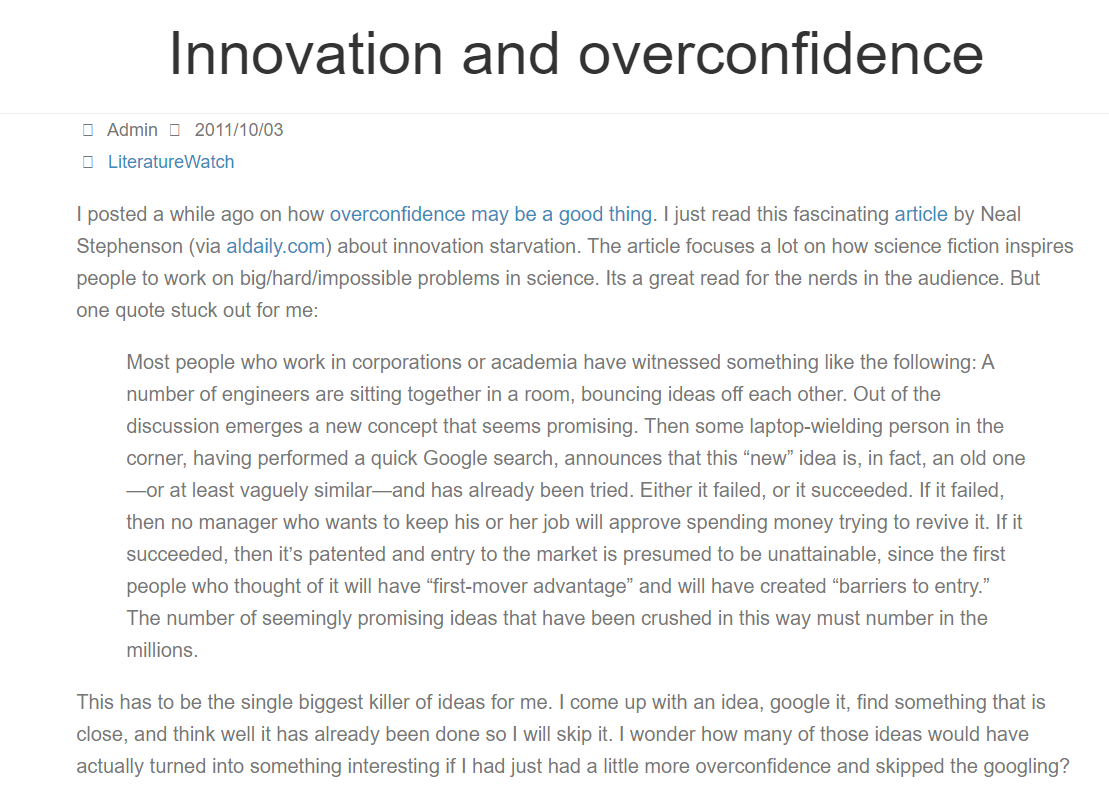 Innovation and overconfidence
Admin 2011/10/03
LiteratureWatch
I posted a while ago on how overconfidence may be a good thing. I just read this fascinating article by Neal
Stephenson (via aldaily.com) about innovation starvation. The article focuses a lot on how science fiction inspires
people to work on big/hard/impossible problems in science. Its a great read for the nerds in the audience. But
one quote stuck out for me:
Most people who work in corporations or academia have witnessed something like the following: A
number of engineers are sitting together in a room, bouncing ideas off each other. Out of the
discussion emerges a new concept that seems promising. Then some laptop-wielding person in the
corner, having performed a quick Google search, announces that this “new” idea is, in fact, an old one
—or at least vaguely similar—and has already been tried. Either it failed, or it succeeded. If it failed,
then no manager who wants to keep his or her job will approve spending money trying to revive it. If it
succeeded, then it’s patented and entry to the market is presumed to be unattainable, since the first
people who thought of it will have “first-mover advantage” and will have created “barriers to entry.”
The number of seemingly promising ideas that have been crushed in this way must number in the
millions.
This has to be the single biggest killer of ideas for me. I come up with an idea, google it, find something that is
close, and think well it has already been done so I will skip it. I wonder how many of those ideas would have
actually turned into something interesting if I had just had a little more overconfidence and skipped the googling?